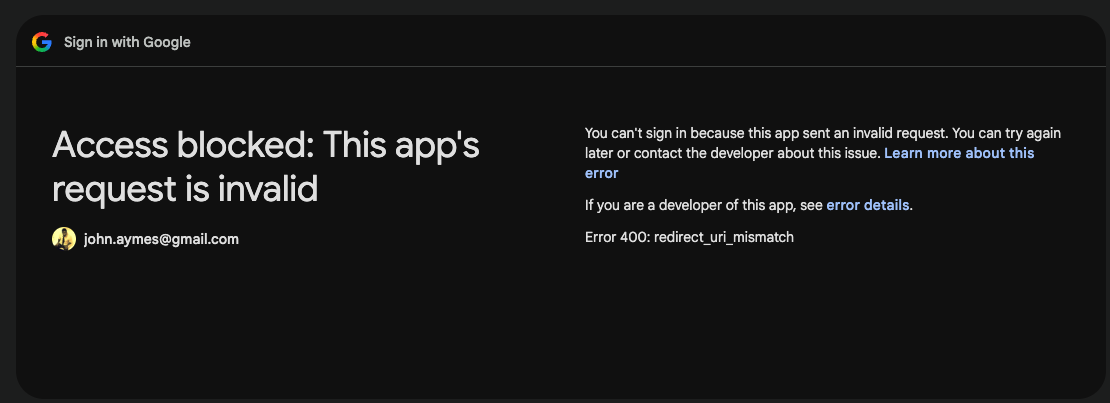 Sign in with Google
Access blocked: This app's
request is invalid
john.aymes@gmail.com
You can't sign in because this app sent an invalid request. You can try again
later or contact the developer about this issue. Learn more about this
error
If you are a developer of this app, see error details.
Error 400: redirect_uri_mismatch